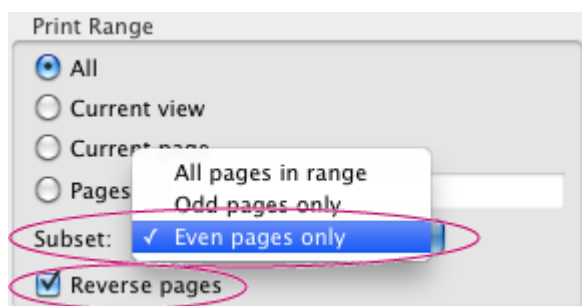 Print Range
All
Current view
Current page
Pages
All pages in range
Odd pages only
Subset: ✓ Even pages only
Reverse pages